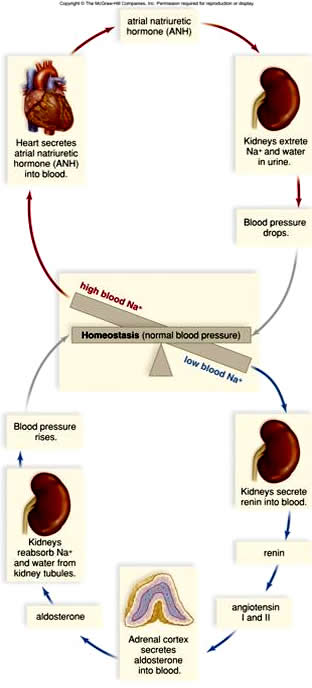 Copyright © The McGraw-Hill Companies, Inc. Permission required for reproduction or display.
atrial natriuretic
hormone (ANH)
Heart secretes
atrial natriuretic
hormone (ANH)
into blood.
Kidneys extrete
Na⁺ and water
in urine.
Blood pressure
drops.
high blood Na⁺
Homeostasis (normal blood pressure)
low blood Na⁺
Blood pressure
rises.
Kidneys secrete
renin into blood.
Kidneys
reabsorb Na⁺
and water from
kidney tubules.
renin
angiotensin
I and II
aldosterone
Adrenal cortex
secretes
aldosterone
into blood.